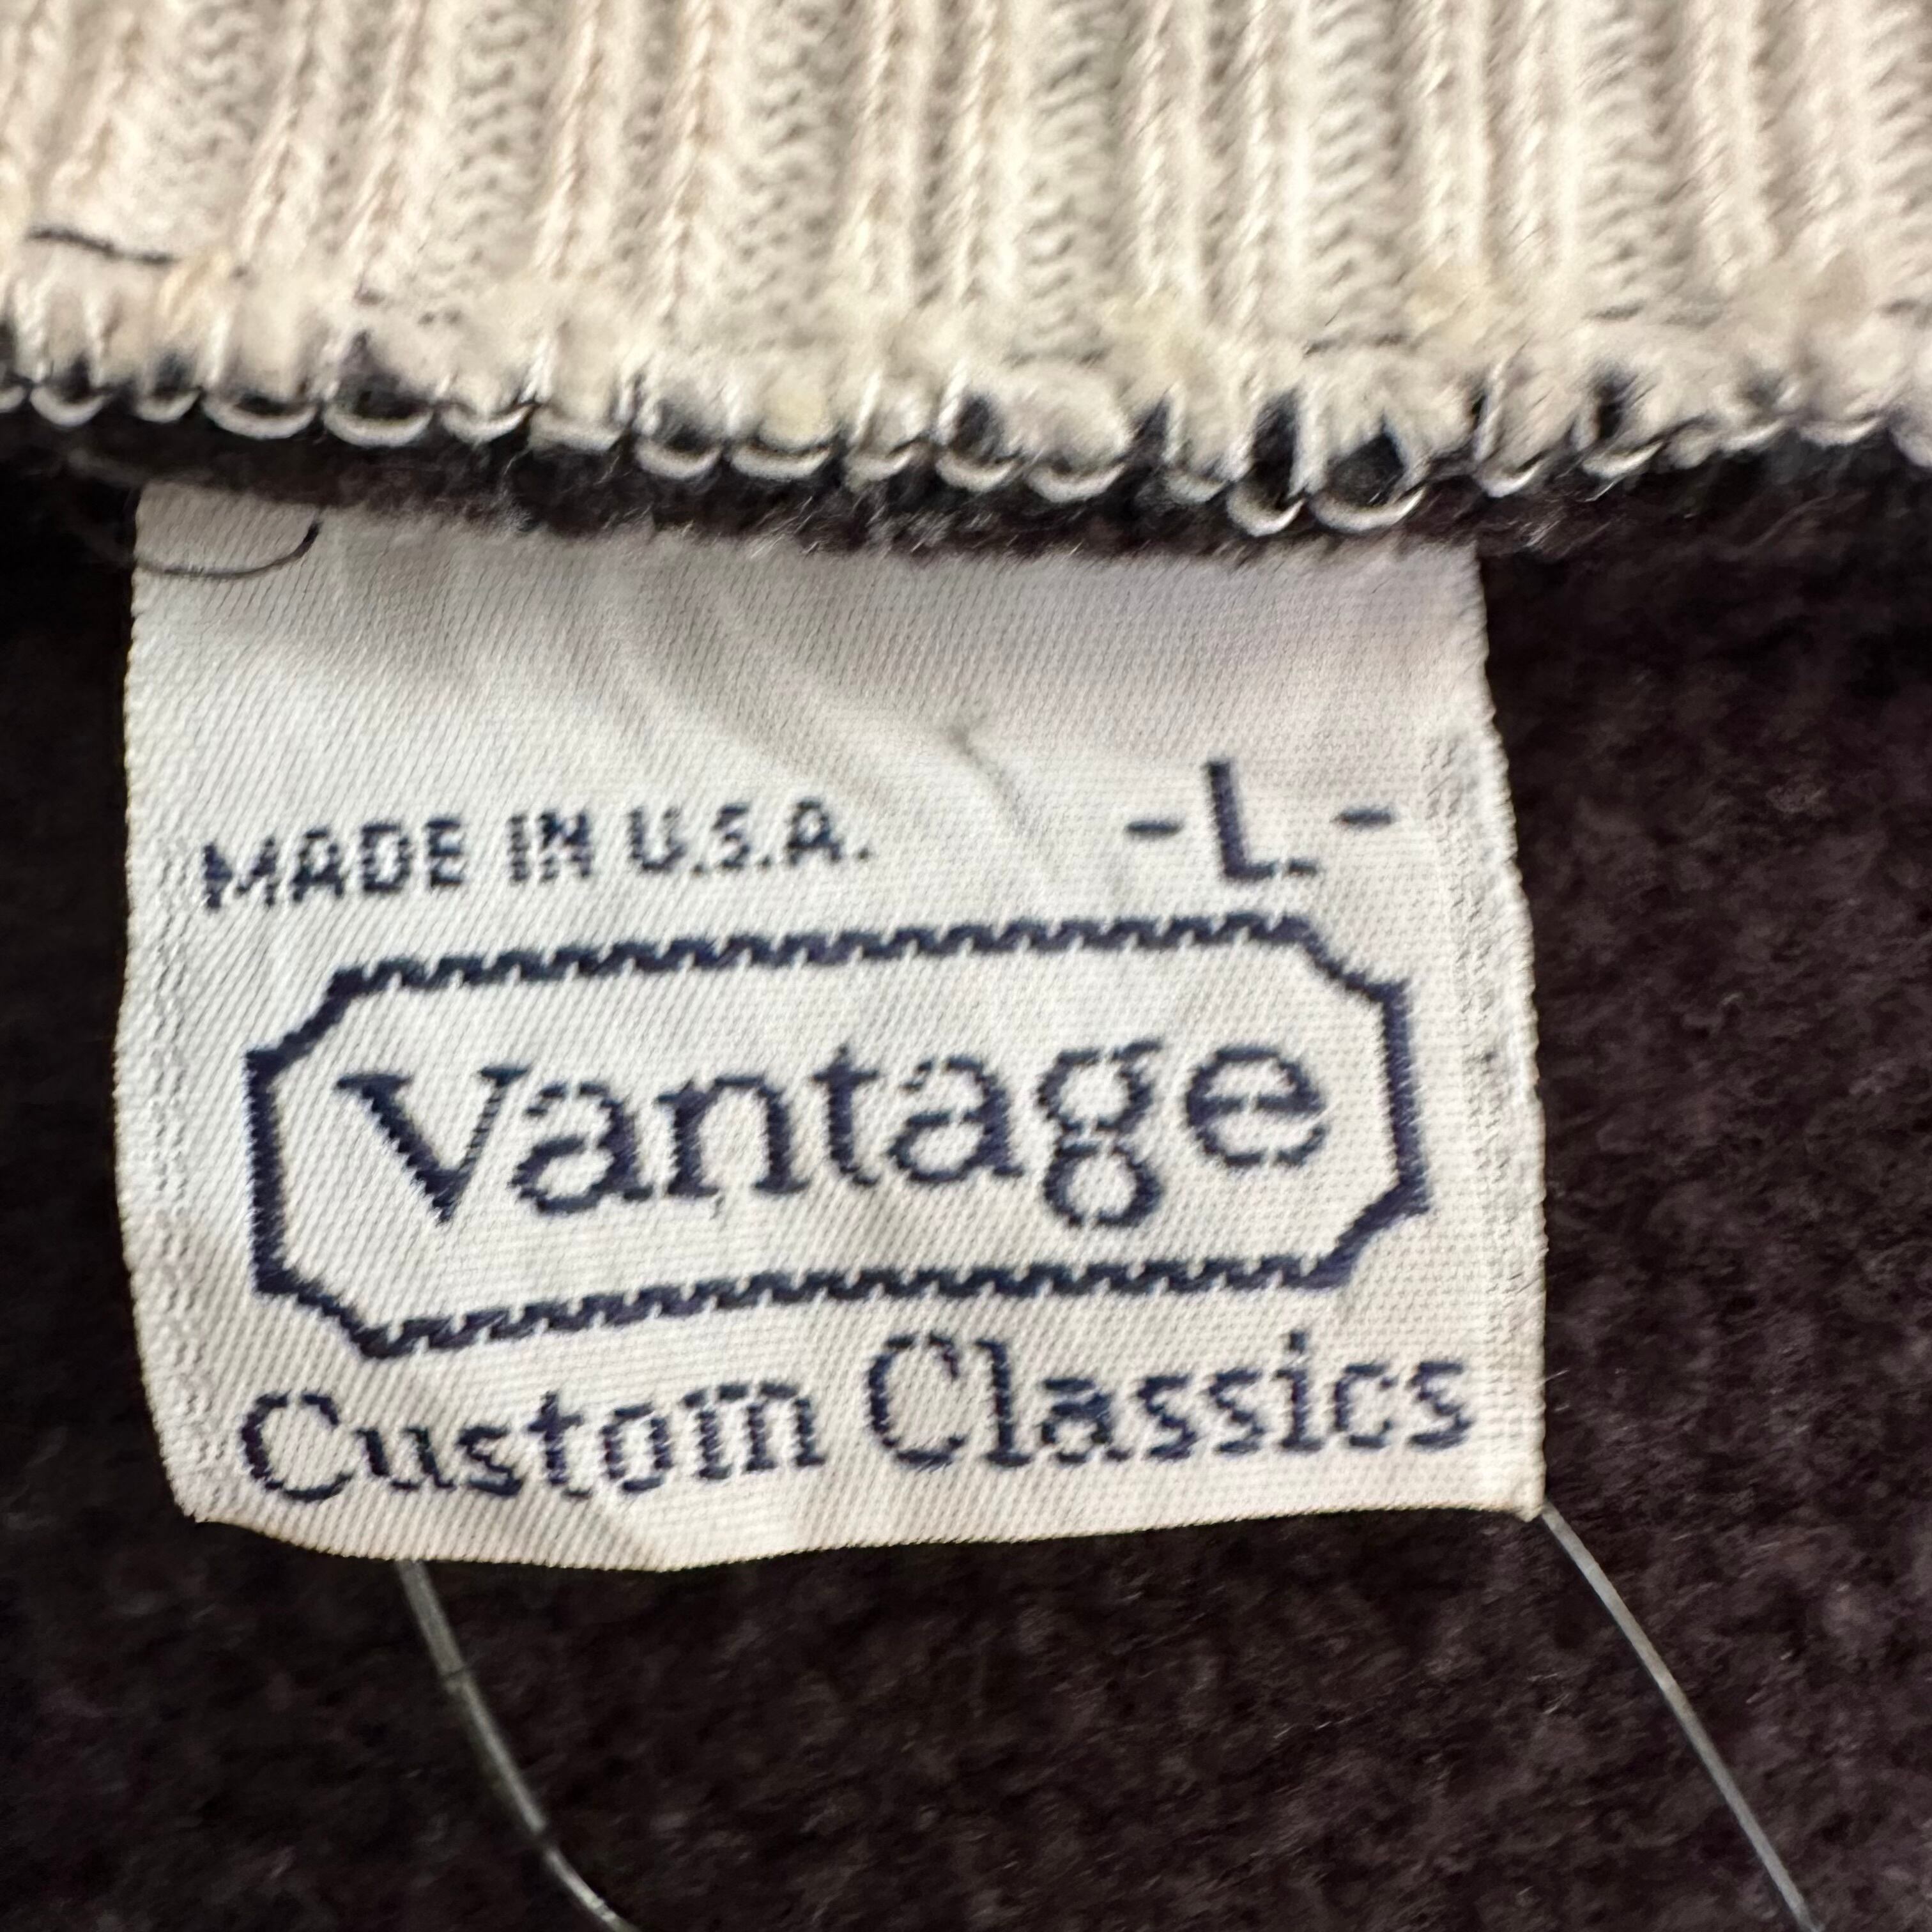 MADE IN U.S.A. -L.-
Vantage
Custom Classics